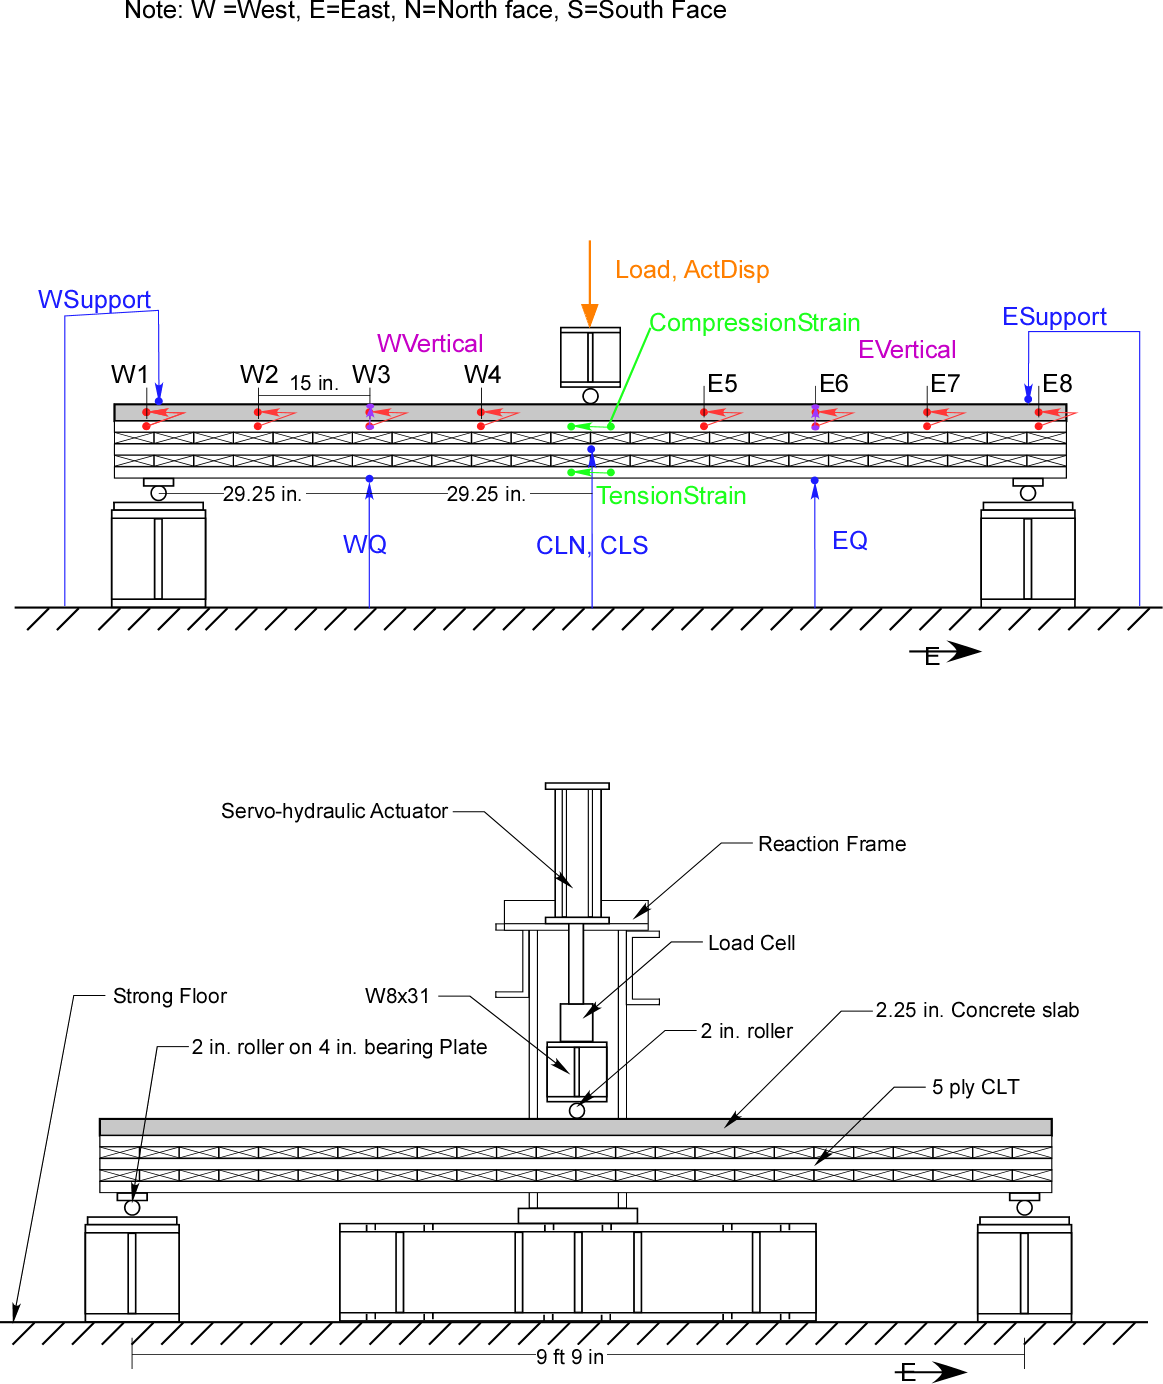 Note: W =West, E=East, N=North face, S=South Face
Load, ActDisp
WSupport
CompressionStrain
ESupport
WVertical
EVertical
W1
W2
15 in.
W3
W4
E5
E6
E7
E8
29.25 in.
29.25 in.
TensionStrain
WQ
CLN, CLS
EQ
E
Servo-hydraulic Actuator
Reaction Frame
Load Cell
Strong Floor
W8x31
2.25 in. Concrete slab
2 in. roller
2 in. roller on 4 in. bearing Plate
5 ply CLT
9 ft 9 in
E